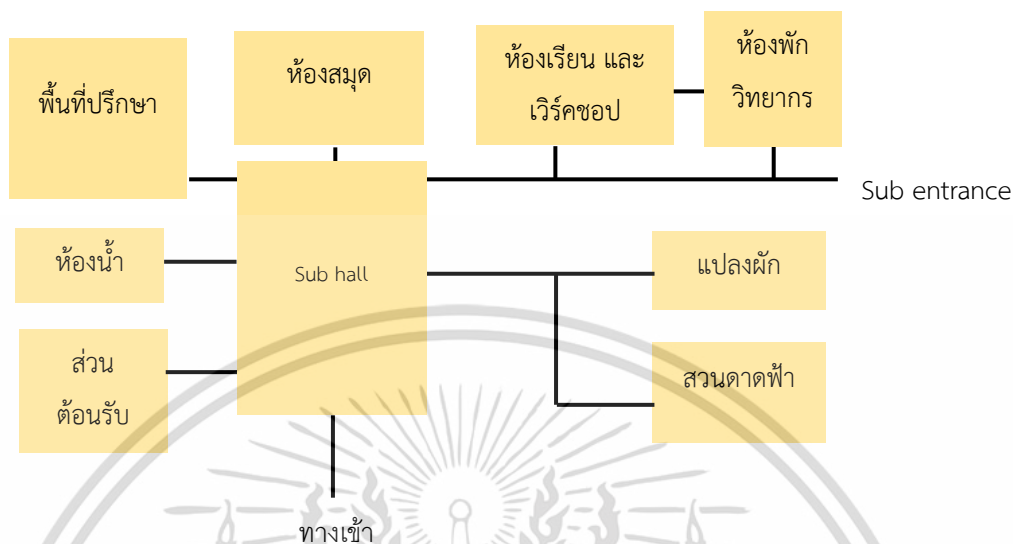 พื้นที่ปรึกษา
ห้องสมุด
ห้องเรียน และ
เวิร์คชอป
ห้องพัก
วิทยากร
Sub entrance
ห้องน้ำ
Sub hall
แปลงผัก
ส่วน
ต้อนรับ
สวนดาดฟ้า
ทางเข้า